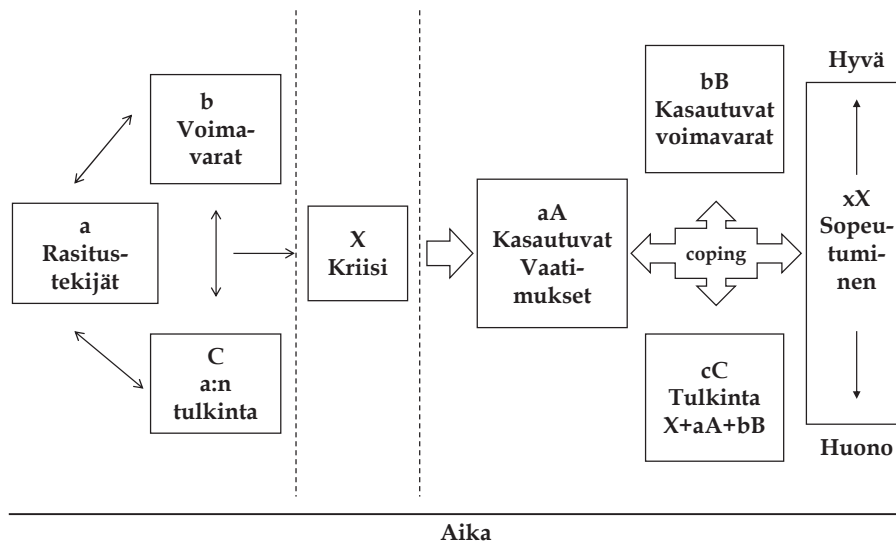 b
Voima-
varat
a
Rasitus-
tekijät
C
a:n
tulkinta
X
Kriisi
aA
Kasautuvat
Vaati-
mukset
bB
Kasautuvat
voimavarat
coping
cC
Tulkinta
X+aA+bB
Hyvä
xX
Sopeu-
tumi-
nen
Huono
Aika